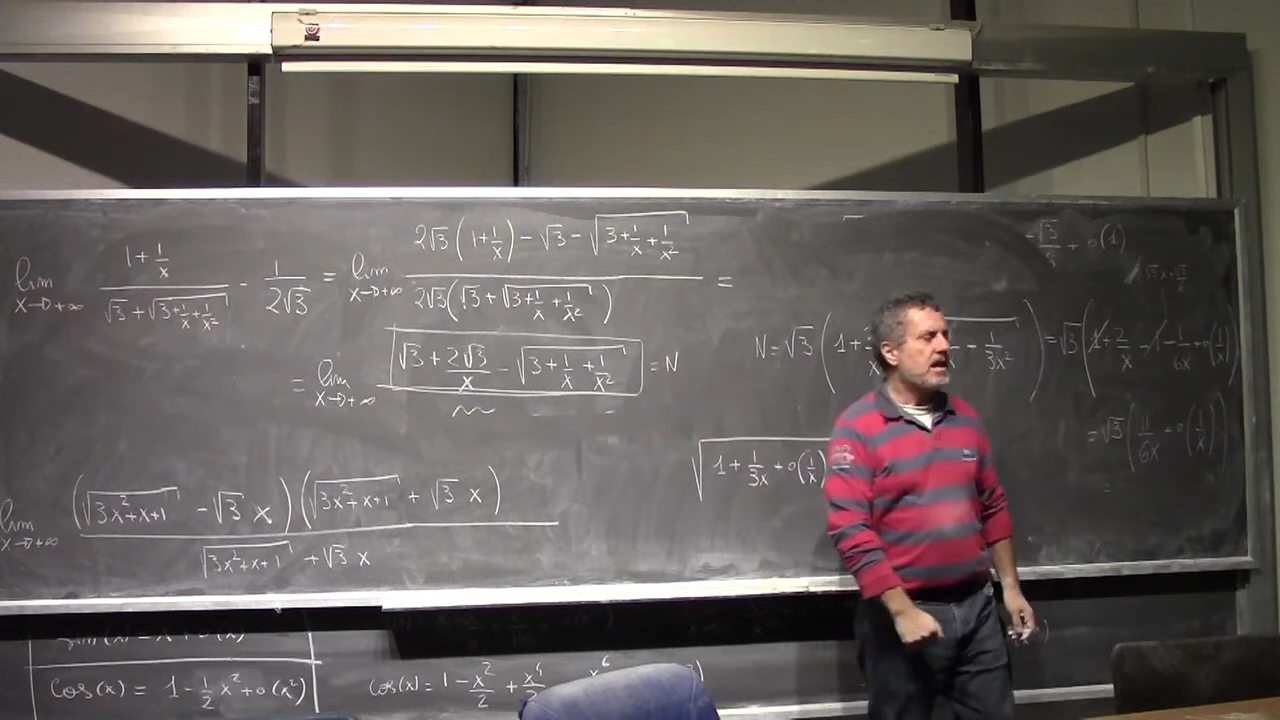 lim x→+∞ (1+1/x)/(√3+√(3+1/x+1/x²)) - 1/(2√3) = lim x→+∞ (2√3(1+1/x)-√3-√(3+1/x+1/x²))/(2√3(√3+√(3+1/x+1/x²))) =
= lim x→+∞ √3+2√3/x-√(3+1/x+1/x²) = N
lim x→+∞ ((√(3x²+x+1) -√3 x)(√(3x²+x+1) +√3 x))/(√(3x²+x+1) +√3 x)
+ o(1)
N=√3(1+ - 1/3x²) =√3(1+2/x-1-1/6x+o(1/x))
=√3(11/6x+o(1/x))
√(1+1/3x+o(1/x)
cos(x) = 1-1/2 x²+o(x²)
cos(x)=1-x²/2+x⁴ x⁶